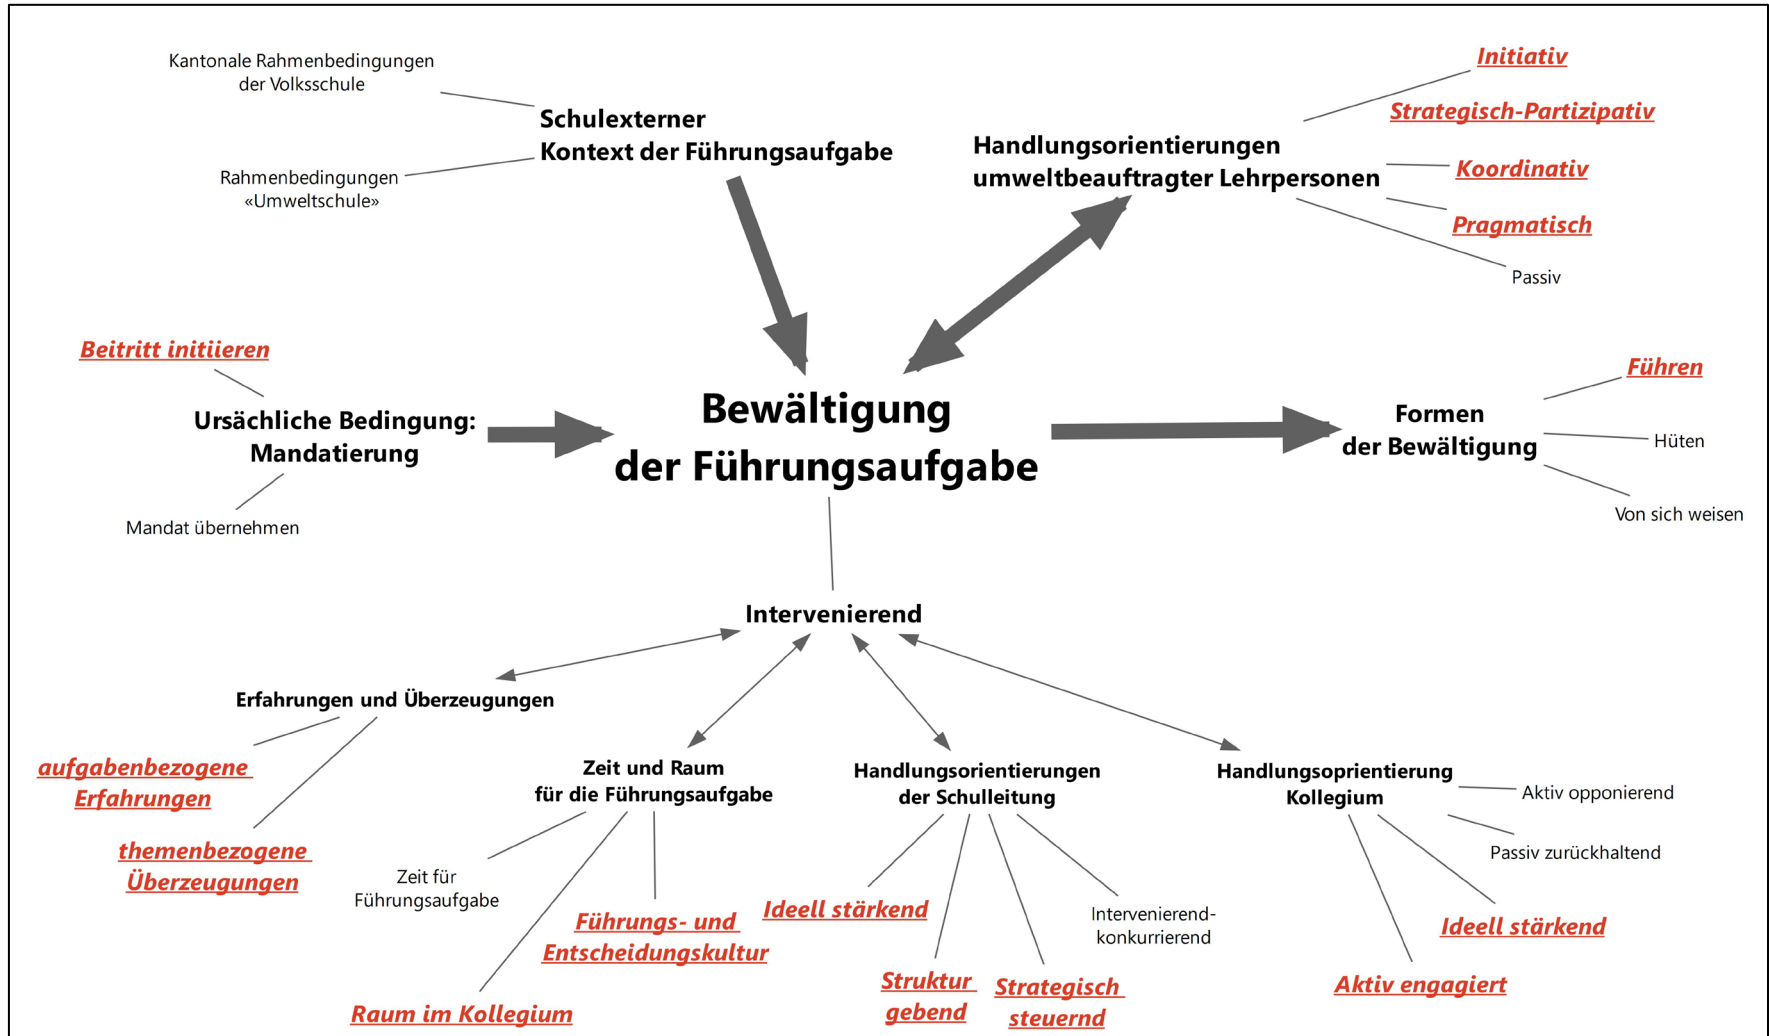 Kantonale Rahmenbedingungen
der Volksschule
Rahmenbedingungen
«Umweltschule»
Schulexterner
Kontext der Führungsaufgabe
Handlungsorientierungen
umweltbeauftragter Lehrpersonen
Initiativ
Strategisch-Partizipativ
Koordinativ
Pragmatisch
Passiv
Beitritt initiieren
Ursächliche Bedingung:
Mandatierung
Mandat übernehmen
Bewältigung
der Führungsaufgabe
Formen
der Bewältigung
Führen
Hüten
Von sich weisen
Intervenierend
Erfahrungen und Überzeugungen
aufgabenbezogene
Erfahrungen
themenbezogene
Überzeugungen
Zeit und Raum
für die Führungsaufgabe
Zeit für
Führungsaufgabe
Führungs- und
Entscheidungskultur
Raum im Kollegium
Handlungsorientierungen
der Schulleitung
Ideell stärkend
Struktur
gebend
Strategisch
steuernd
Intervenierend-
konkurrierend
Handlungsoprientierung
Kollegium
Aktiv opponierend
Passiv zurückhaltend
Ideell stärkend
Aktiv engagiert